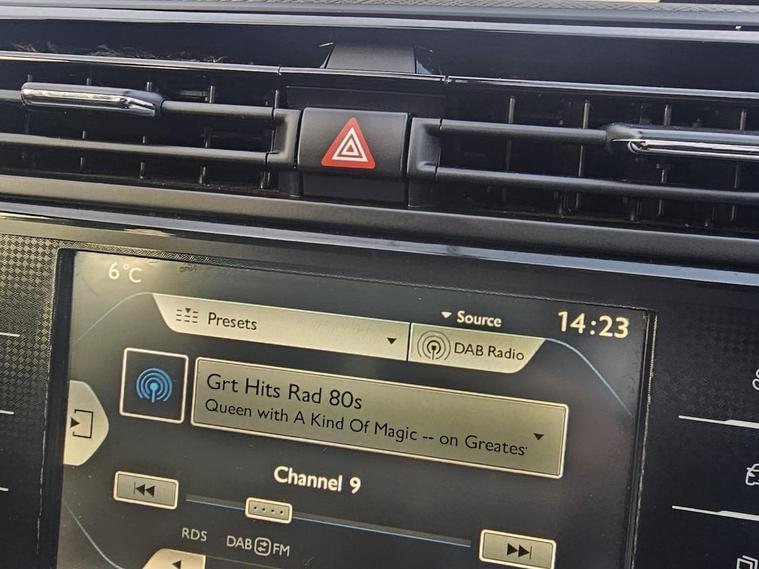 6°C
Source
14:23
Presets
DAB Radio
Grt Hits Rad 80s
Queen with A Kind Of Magic -- on Greates
Channel 9
RDS
DAB FM